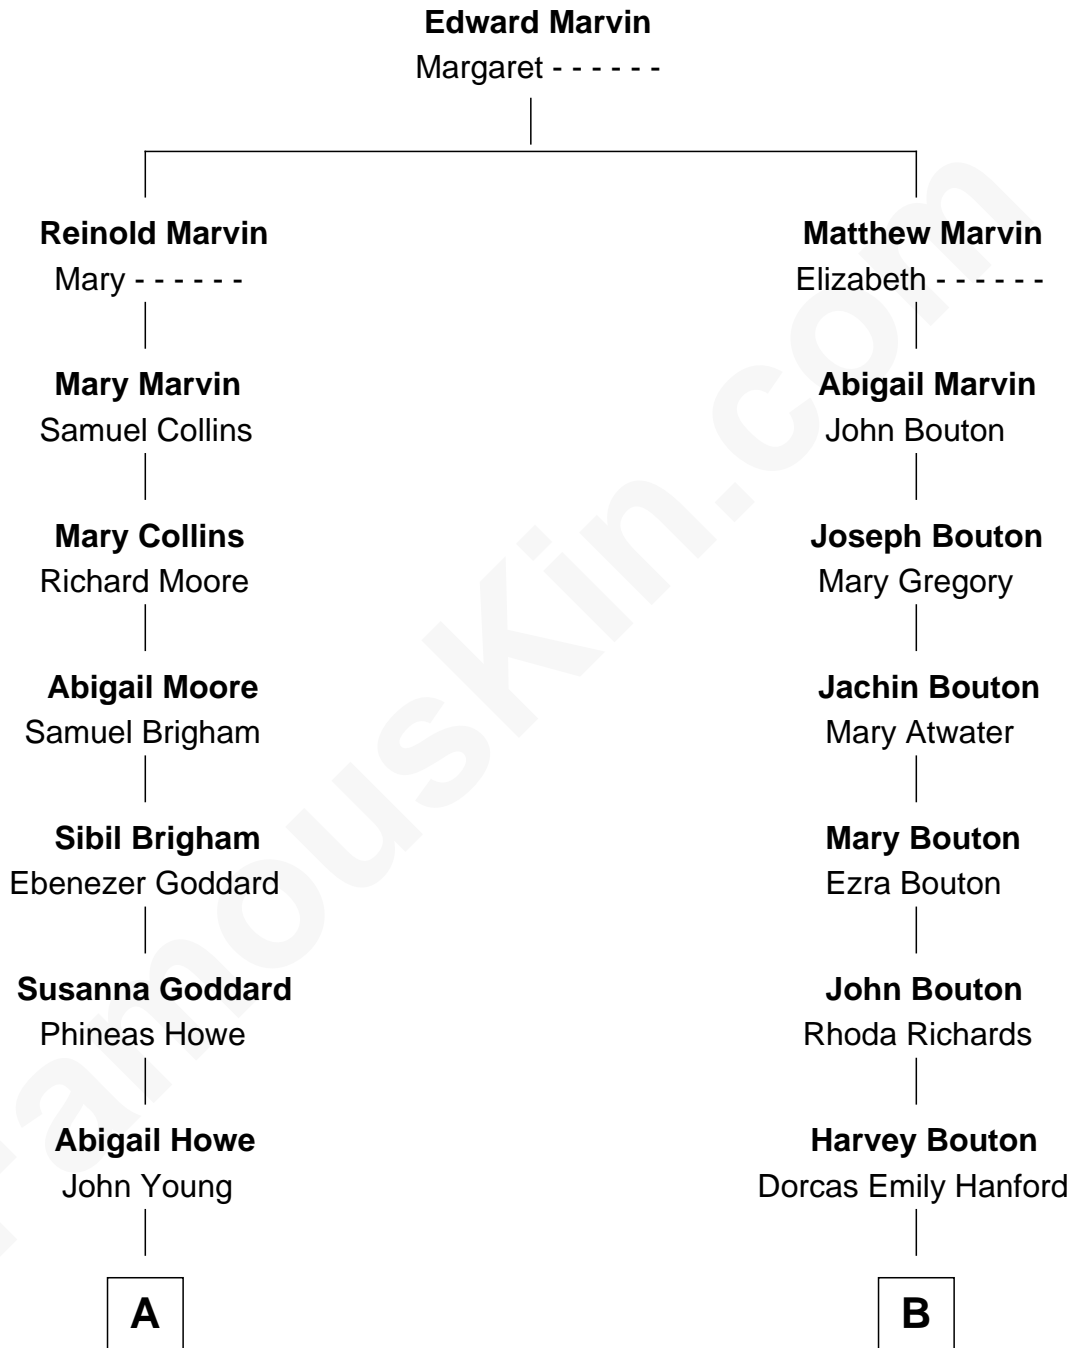 Edward Marvin
Margaret - - - - - -
Reinold Marvin
Mary - - - - - -
Matthew Marvin
Elizabeth - - - - - -
Mary Marvin
Samuel Collins
Abigail Marvin
John Bouton
Mary Collins
Richard Moore
Joseph Bouton
Mary Gregory
Abigail Moore
Samuel Brigham
Jachin Bouton
Mary Atwater
Sibil Brigham
Ebenezer Goddard
Mary Bouton
Ezra Bouton
Susanna Goddard
Phineas Howe
John Bouton
Rhoda Richards
Abigail Howe
John Young
Harvey Bouton
Dorcas Emily Hanford
A
B
FamousKin.com